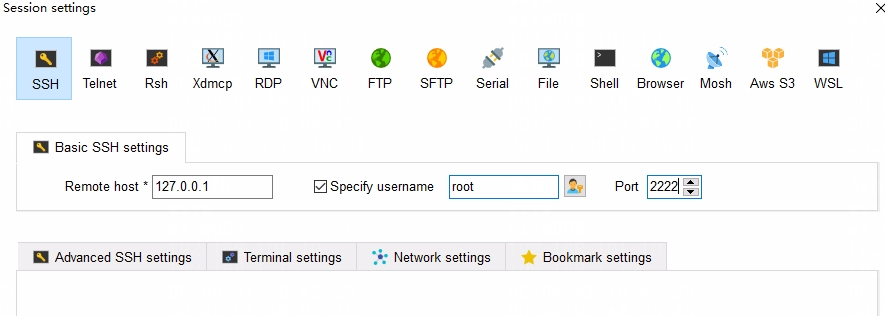 Session settings
SSH Telnet Rsh Xdmcp RDP VNC FTP SFTP Serial File Shell Browser Mosh Aws S3 WSL
Basic SSH settings
Remote host * 127.0.0.1 Specify username root Port 2222
Advanced SSH settings Terminal settings Network settings Bookmark settings